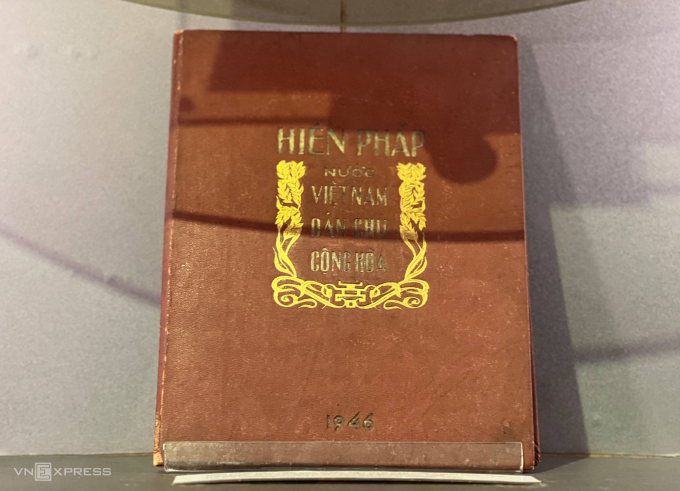 HIẾN PHÁP
NƯỚC
VIỆT NAM
DÂN CHỦ
CỘNG HÒA
1946
VNEXPRESS